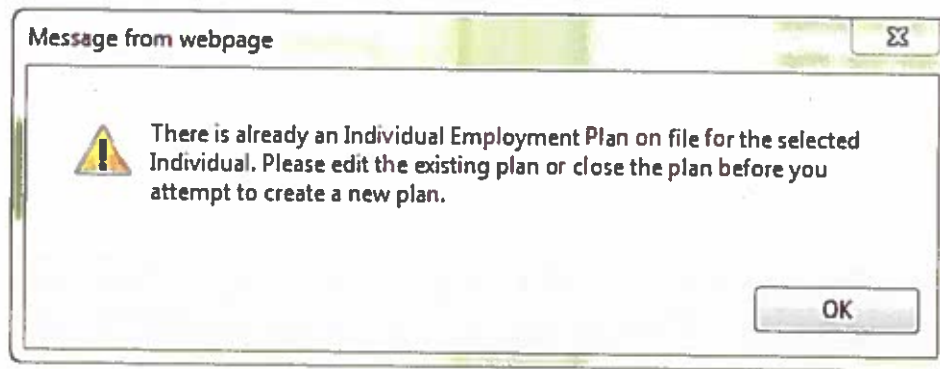 Message from webpage
There is already an Individual Employment Plan on file for the selected
Individual. Please edit the existing plan or close the plan before you
attempt to create a new plan.
OK